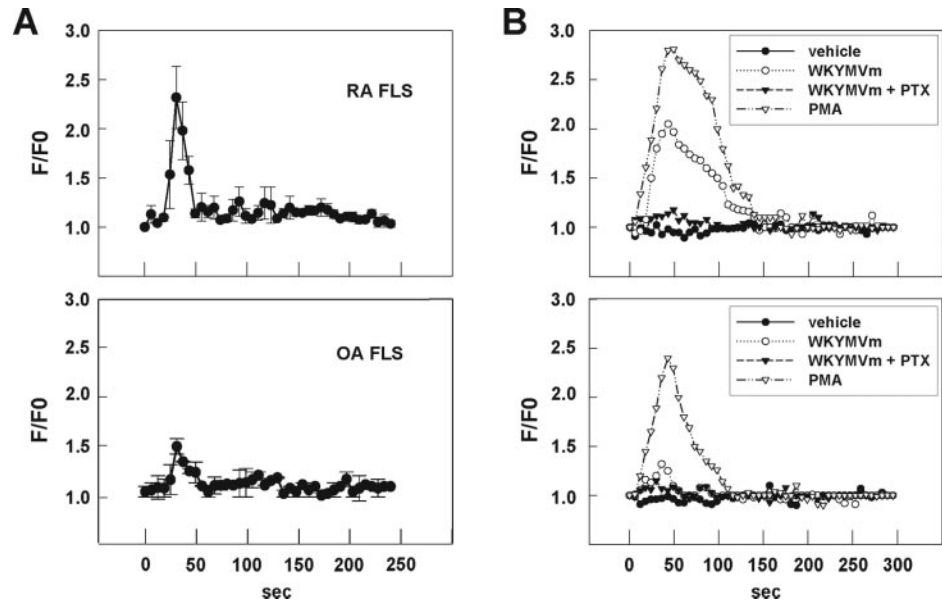 A
B
3.0
2.5
2.0
1.5
1.0
F/F0
RA FLS
3.0
2.5
2.0
1.5
1.0
F/F0
OA FLS
0 50 100 150 200 250
sec
3.0
2.5
2.0
1.5
1.0
F/F0
vehicle
WKYMVm
WKYMVm + PTX
PMA
3.0
2.5
2.0
1.5
1.0
F/F0
vehicle
WKYMVm
WKYMVm + PTX
PMA
0 50 100 150 200 250 300
sec